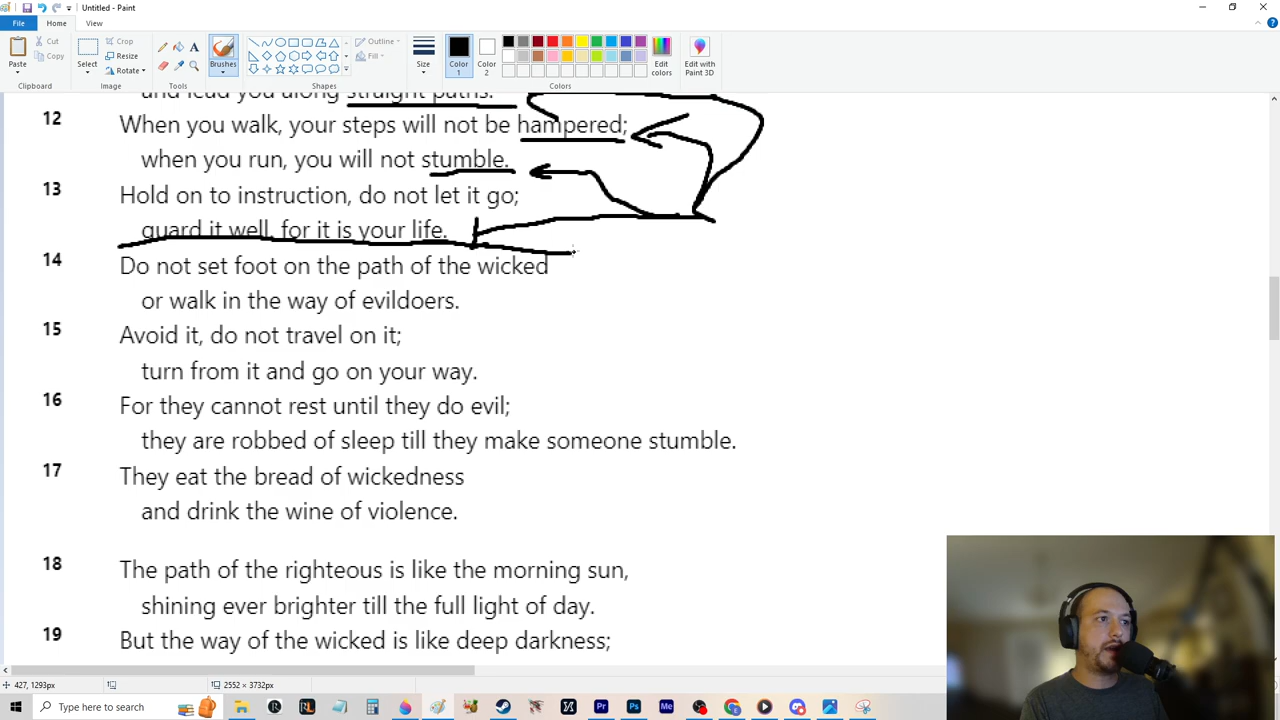 Untitled - Paint
File
Home
View
Paste
Cut
Copy
Clipboard
Select
Crop
Resize
Rotate
Image
Tools
Brushes
Shapes
Outline
Fill
Size
Color 1
Color 2
Edit colors
Edit with Paint 3D
Colors
and lead you along straight paths.
12 When you walk, your steps will not be hampered;
when you run, you will not stumble.
13 Hold on to instruction, do not let it go;
guard it well, for it is your life.
14 Do not set foot on the path of the wicked
or walk in the way of evildoers.
15 Avoid it, do not travel on it;
turn from it and go on your way.
16 For they cannot rest until they do evil;
they are robbed of sleep till they make someone stumble.
17 They eat the bread of wickedness
and drink the wine of violence.
18 The path of the righteous is like the morning sun,
shining ever brighter till the full light of day.
19 But the way of the wicked is like deep darkness;
427, 1293px
2552 × 3732px
Type here to search
R
RL
Pr
Ps
Me